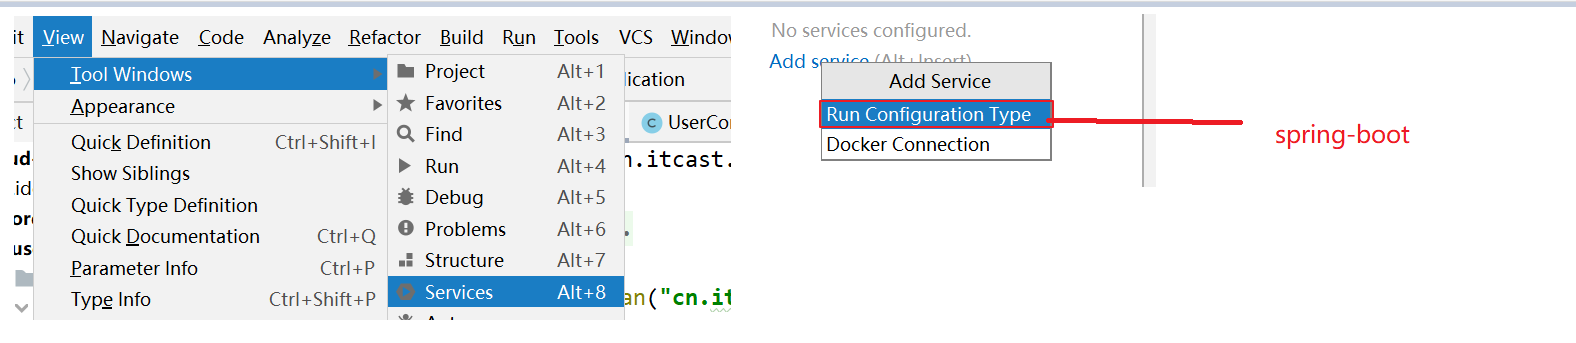 it View Navigate Code Analyze Refactor Build Run Tools VCS Window
Tool Windows
Appearance
Quick Definition Ctrl+Shift+I
Show Siblings
Quick Type Definition
Quick Documentation Ctrl+Q
Parameter Info Ctrl+P
Type Info Ctrl+Shift+P
Project Alt+1
Favorites Alt+2
Find Alt+3
Run Alt+4
Debug Alt+5
Problems Alt+6
Structure Alt+7
Services Alt+8
lication
C UserCon
n.itcast.
an("cn.it
No services configured.
Add service (Alt+Insert)
Add Service
Run Configuration Type
Docker Connection
spring-boot